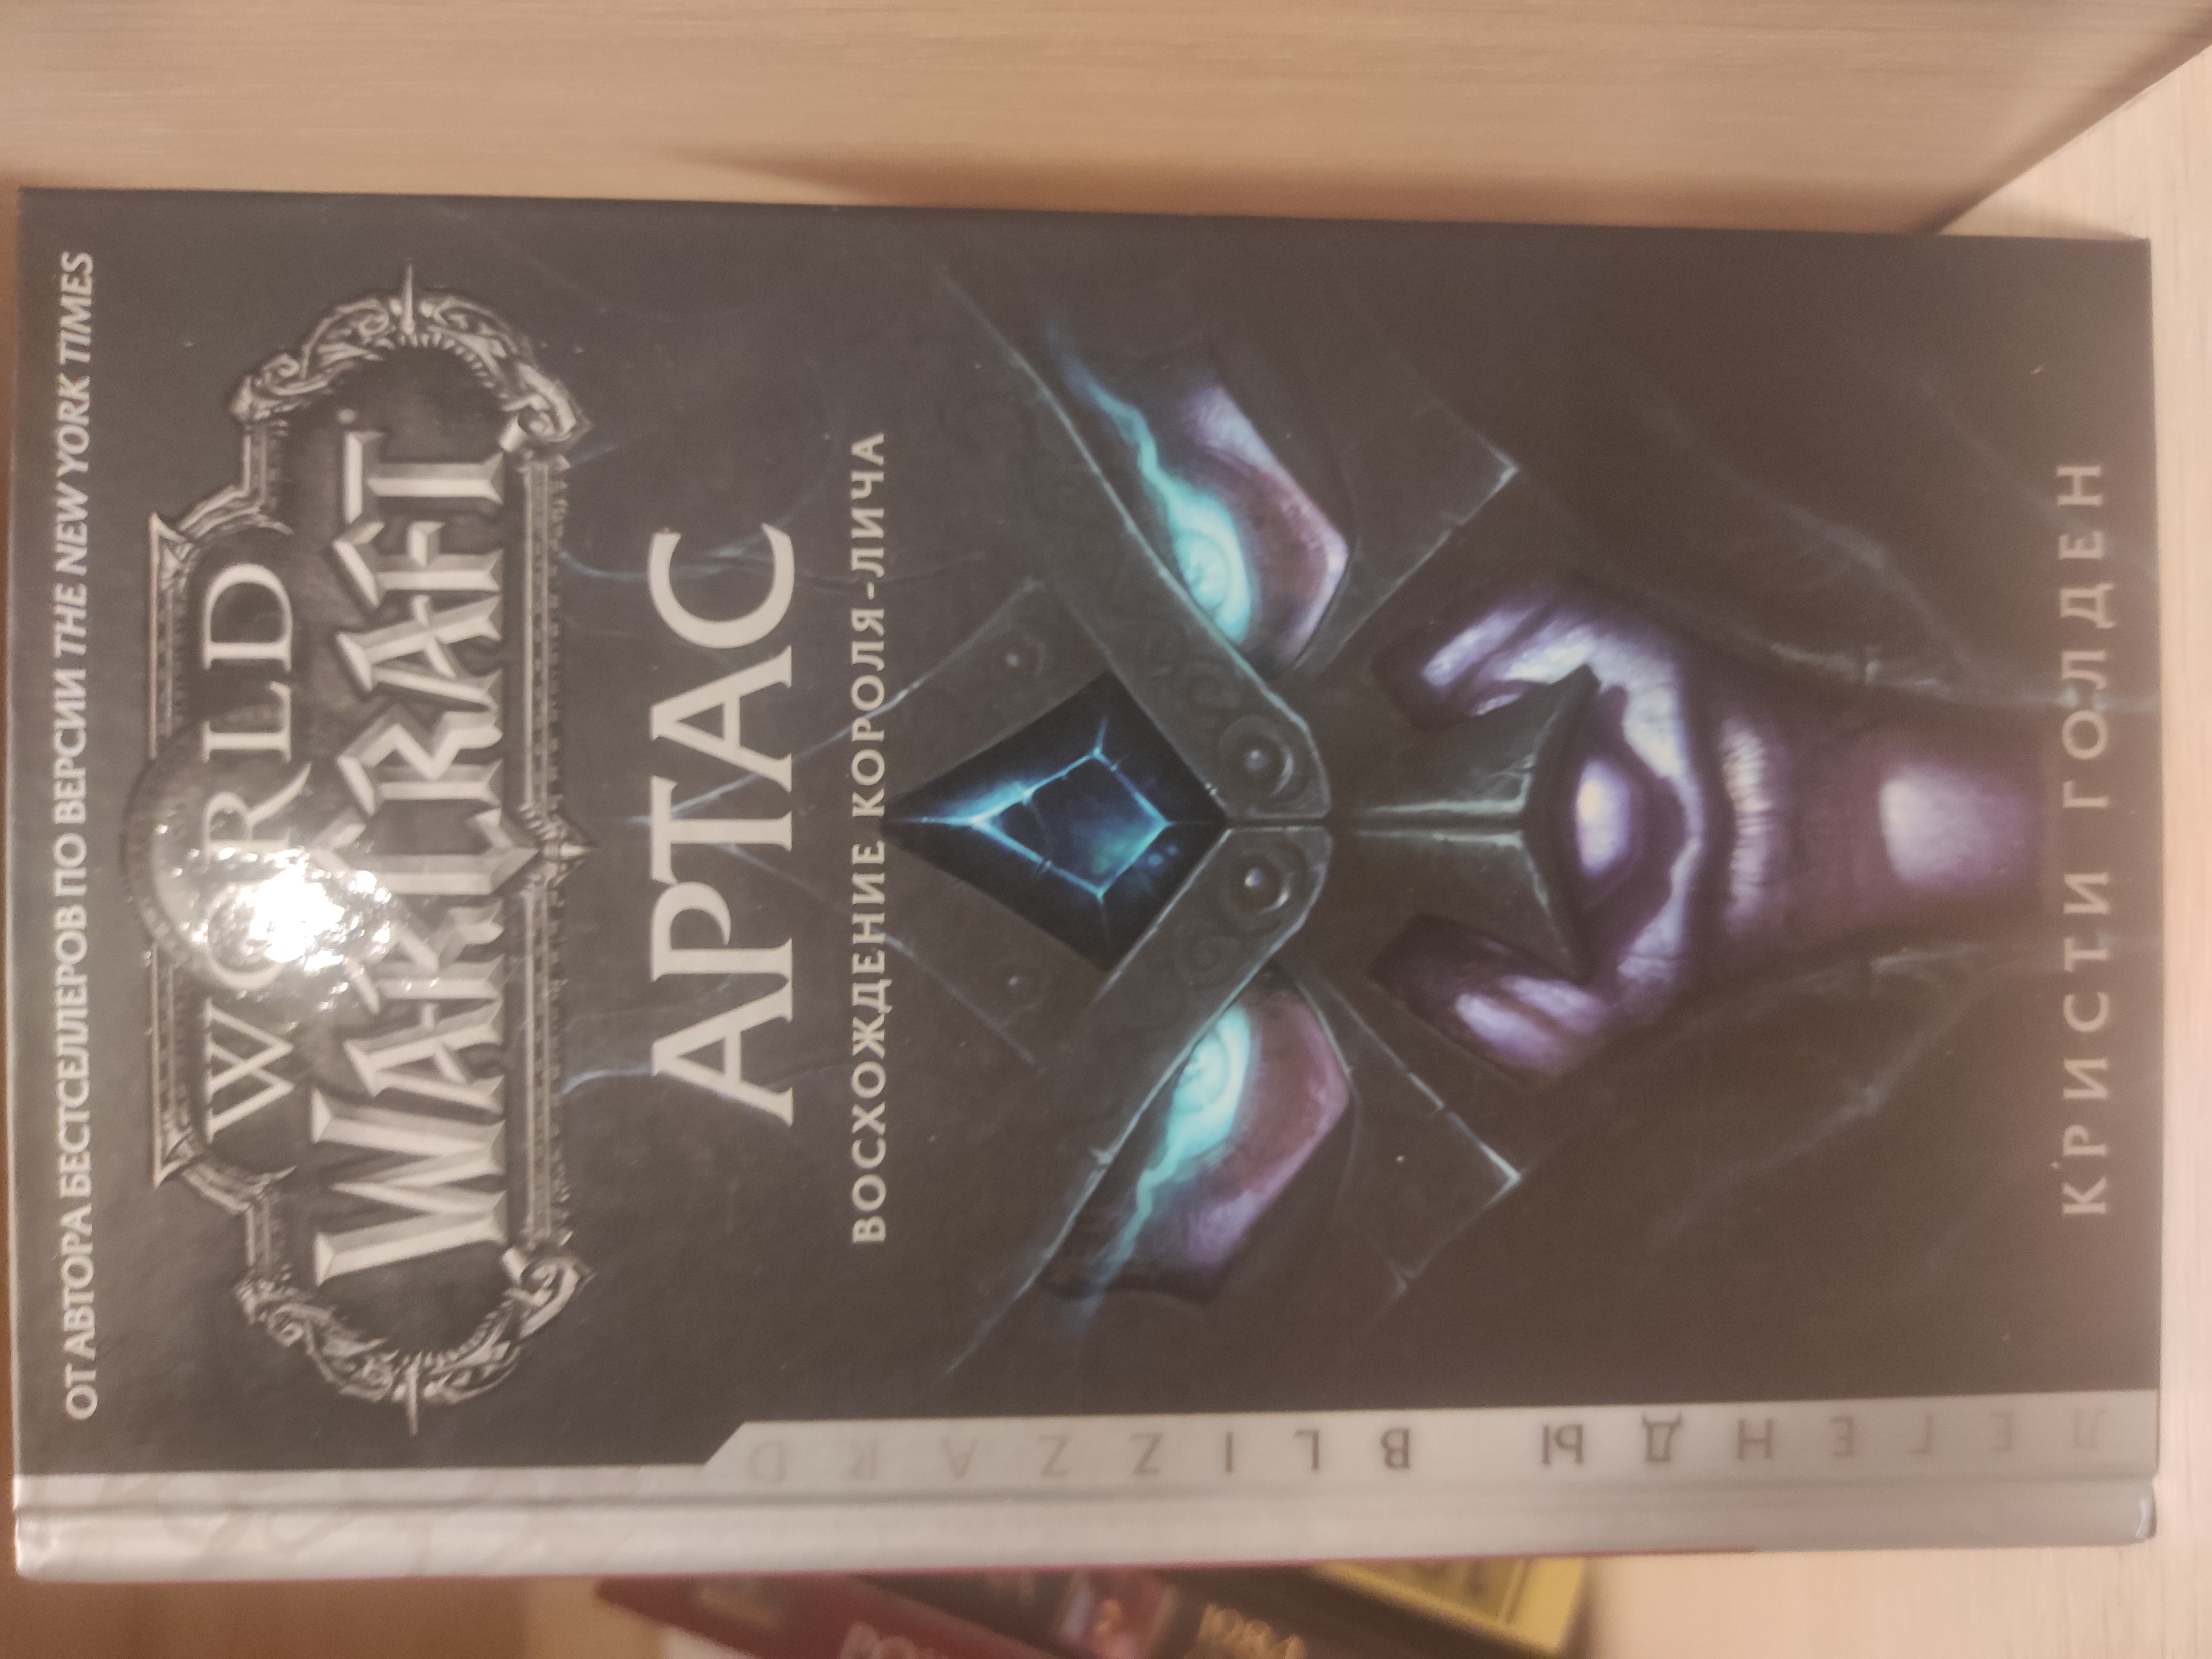 ОТ АВТОРА БЕСТСЕЛЛЕРОВ ПО ВЕРСИИ THE NEW YORK TIMES
WORLD
WARCRAFT
АРТАС
ВОСХОЖДЕНИЕ КОРОЛЯ-ЛИЧА
КРИСТИ ГОЛДЕН
ЛЕГЕНДЫ BLIZZARD